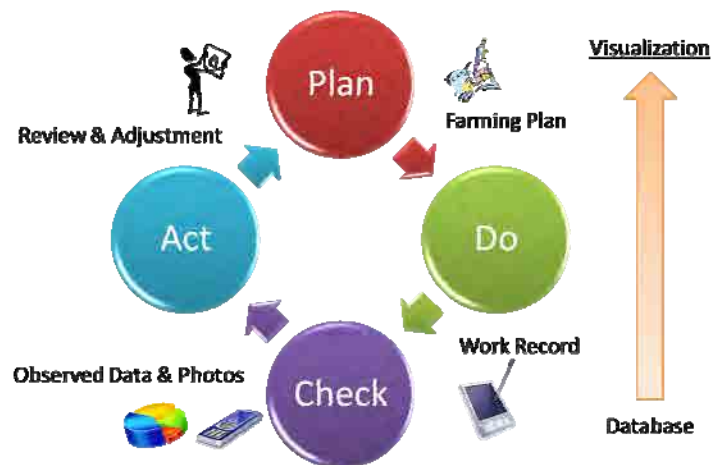 Visualization
Plan
Farming Plan
Review & Adjustment
Act
Do
Work Record
Observed Data & Photos
Check
Database